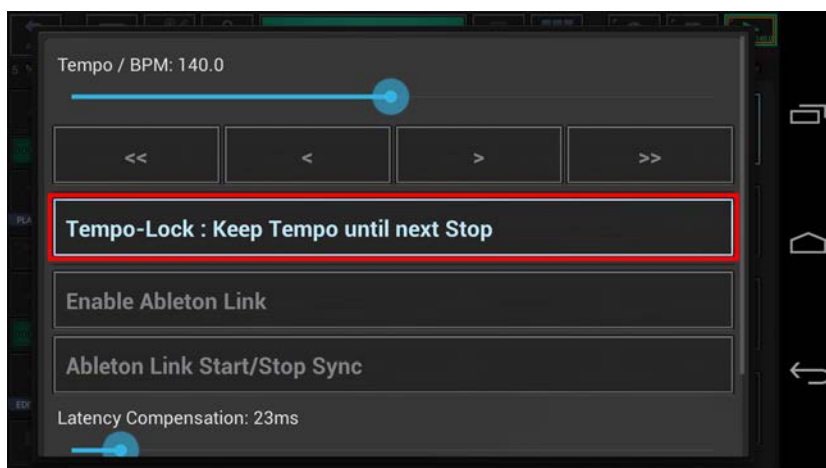 Tempo / BPM: 140.0
<< < > >>
Tempo-Lock : Keep Tempo until next Stop
Enable Ableton Link
Ableton Link Start/Stop Sync
Latency Compensation: 23ms